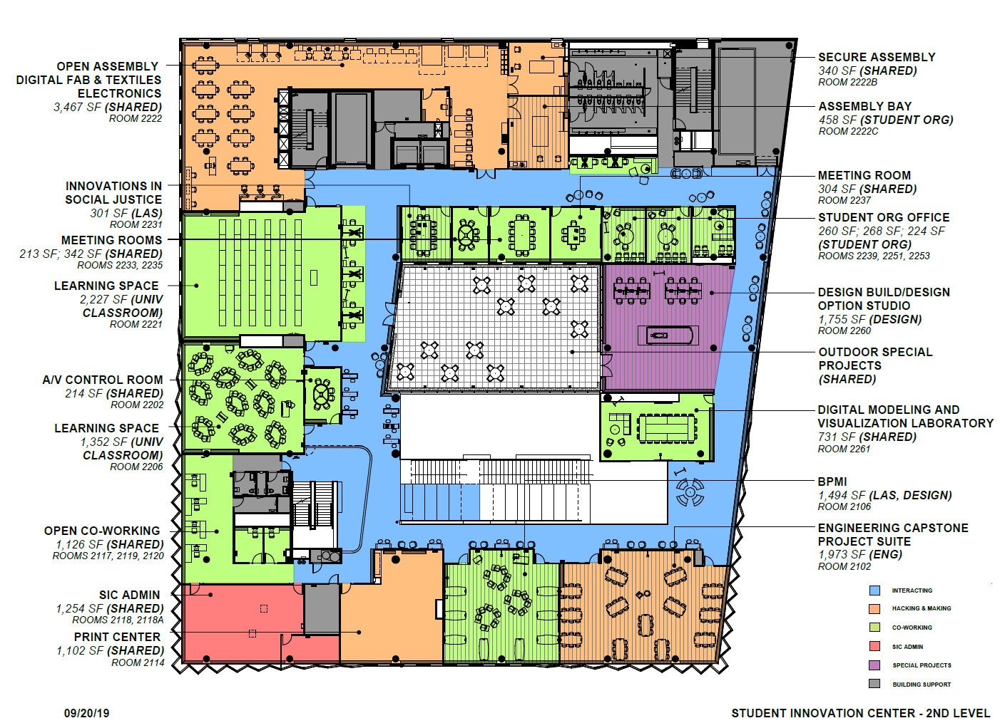 OPEN ASSEMBLY
DIGITAL FAB & TEXTILES
ELECTRONICS
3,467 SF (SHARED)
ROOM 2222
INNOVATIONS IN
SOCIAL JUSTICE
301 SF (LAS)
ROOM 2231
MEETING ROOMS
213 SF; 342 SF (SHARED)
ROOMS 2233, 2235
LEARNING SPACE
2,227 SF (UNIV
CLASSROOM)
ROOM 2221
A/V CONTROL ROOM
214 SF (SHARED)
ROOM 2202
LEARNING SPACE
1,352 SF (UNIV
CLASSROOM)
ROOM 2206
OPEN CO-WORKING
1,126 SF (SHARED)
ROOMS 2117, 2119, 2120
SIC ADMIN
1,254 SF (SHARED)
ROOMS 2118, 2118A
PRINT CENTER
1,102 SF (SHARED)
ROOM 2114
SECURE ASSEMBLY
340 SF (SHARED)
ROOM 2222B
ASSEMBLY BAY
458 SF (STUDENT ORG)
ROOM 2222C
MEETING ROOM
304 SF (SHARED)
ROOM 2237
STUDENT ORG OFFICE
260 SF; 268 SF; 224 SF
(STUDENT ORG)
ROOMS 2239, 2251, 2253
DESIGN BUILD/DESIGN
OPTION STUDIO
1,755 SF (DESIGN)
ROOM 2260
OUTDOOR SPECIAL
PROJECTS
(SHARED)
DIGITAL MODELING AND
VISUALIZATION LABORATORY
731 SF (SHARED)
ROOM 2261
BPMI
1,494 SF (LAS, DESIGN)
ROOM 2106
ENGINEERING CAPSTONE
PROJECT SUITE
1,973 SF (ENG)
ROOM 2102
INTERACTING
HACKING & MAKING
CO-WORKING
SIC ADMIN
SPECIAL PROJECTS
BUILDING SUPPORT
09/20/19
STUDENT INNOVATION CENTER - 2ND LEVEL